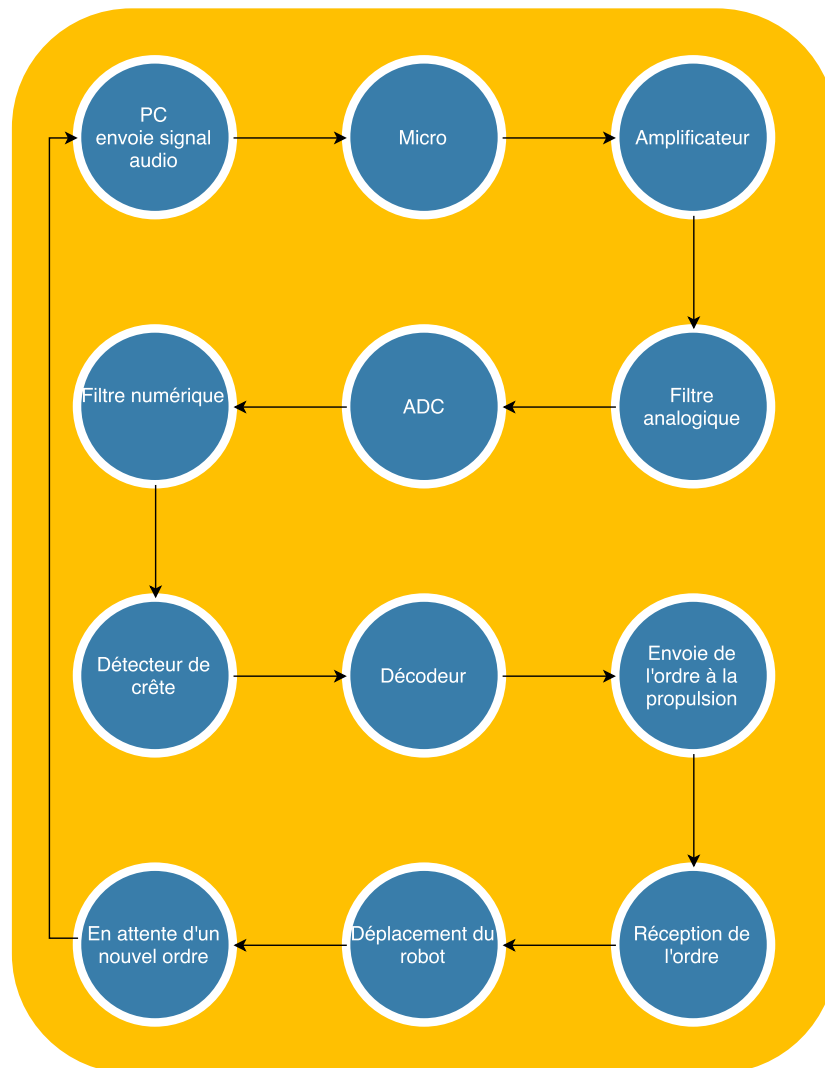 PC
envoie signal
audio
Micro
Amplificateur
Filtre numérique
ADC
Filtre
analogique
Détecteur de
crête
Décodeur
Envoie de
l'ordre à la
propulsion
En attente d'un
nouvel ordre
Déplacement du
robot
Réception de
l'ordre